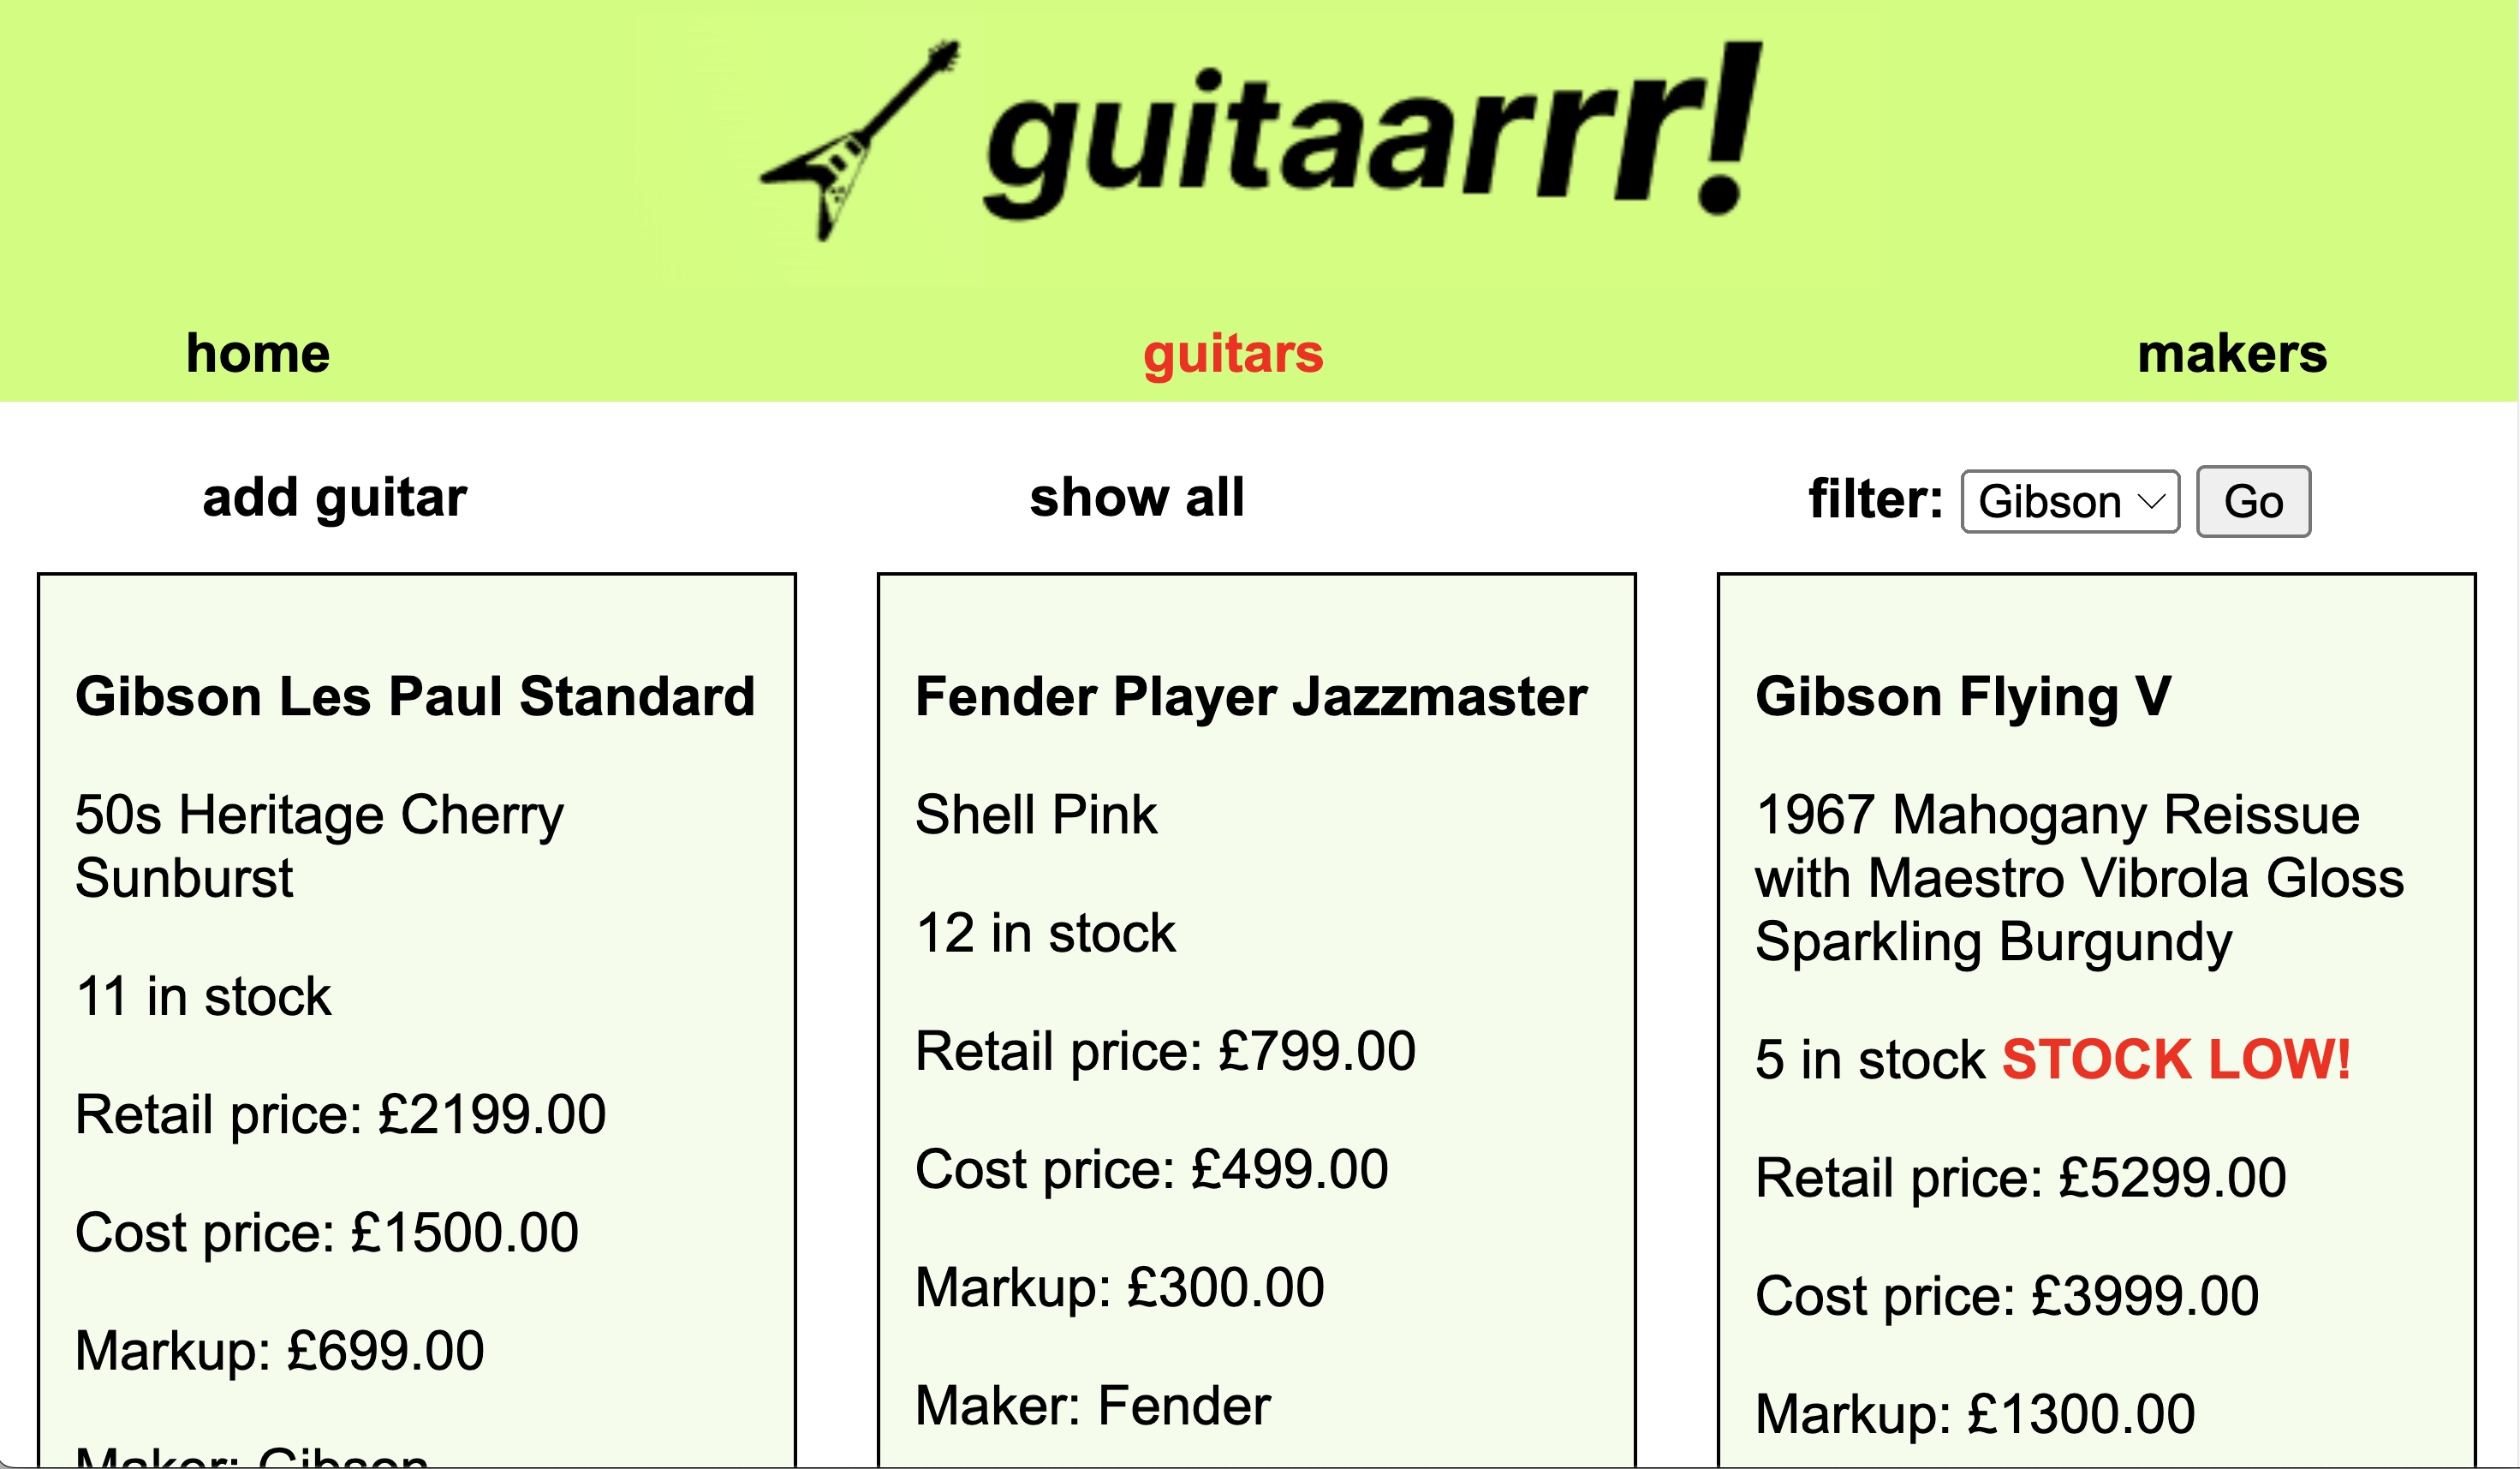 guitaarrr!
home guitars makers
add guitar show all filter: Gibson Go
Gibson Les Paul Standard
50s Heritage Cherry
Sunburst
11 in stock
Retail price: £2199.00
Cost price: £1500.00
Markup: £699.00
Maker: Gibson
Fender Player Jazzmaster
Shell Pink
12 in stock
Retail price: £799.00
Cost price: £499.00
Markup: £300.00
Maker: Fender
Gibson Flying V
1967 Mahogany Reissue
with Maestro Vibrola Gloss
Sparkling Burgundy
5 in stock STOCK LOW!
Retail price: £5299.00
Cost price: £3999.00
Markup: £1300.00